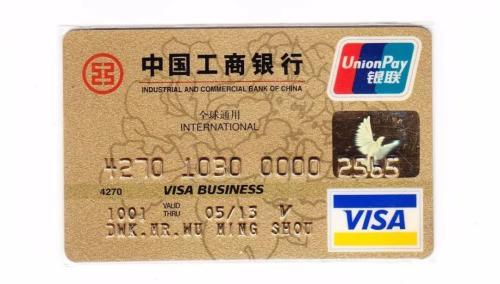 中国工商银行
INDUSTRIAL AND COMMERCIAL BANK OF CHINA
UnionPay
银联
全球通用
INTERNATIONAL
4270 1030 0000 2565
4270 VISA BUSINESS
1001 VALID THRU 05/13 V
DWK.MR.WU MING SHOU
VISA